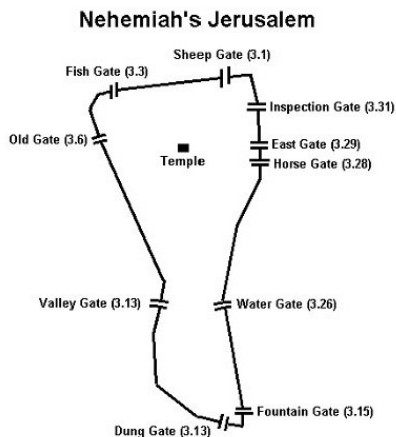 Nehemiah's Jerusalem
Sheep Gate (3.1)
Fish Gate (3.3)
Inspection Gate (3.31)
Old Gate (3.6)
East Gate (3.29)
Temple
Horse Gate (3.28)
Valley Gate (3.13)
Water Gate (3.26)
Fountain Gate (3.15)
Dung Gate (3.13)